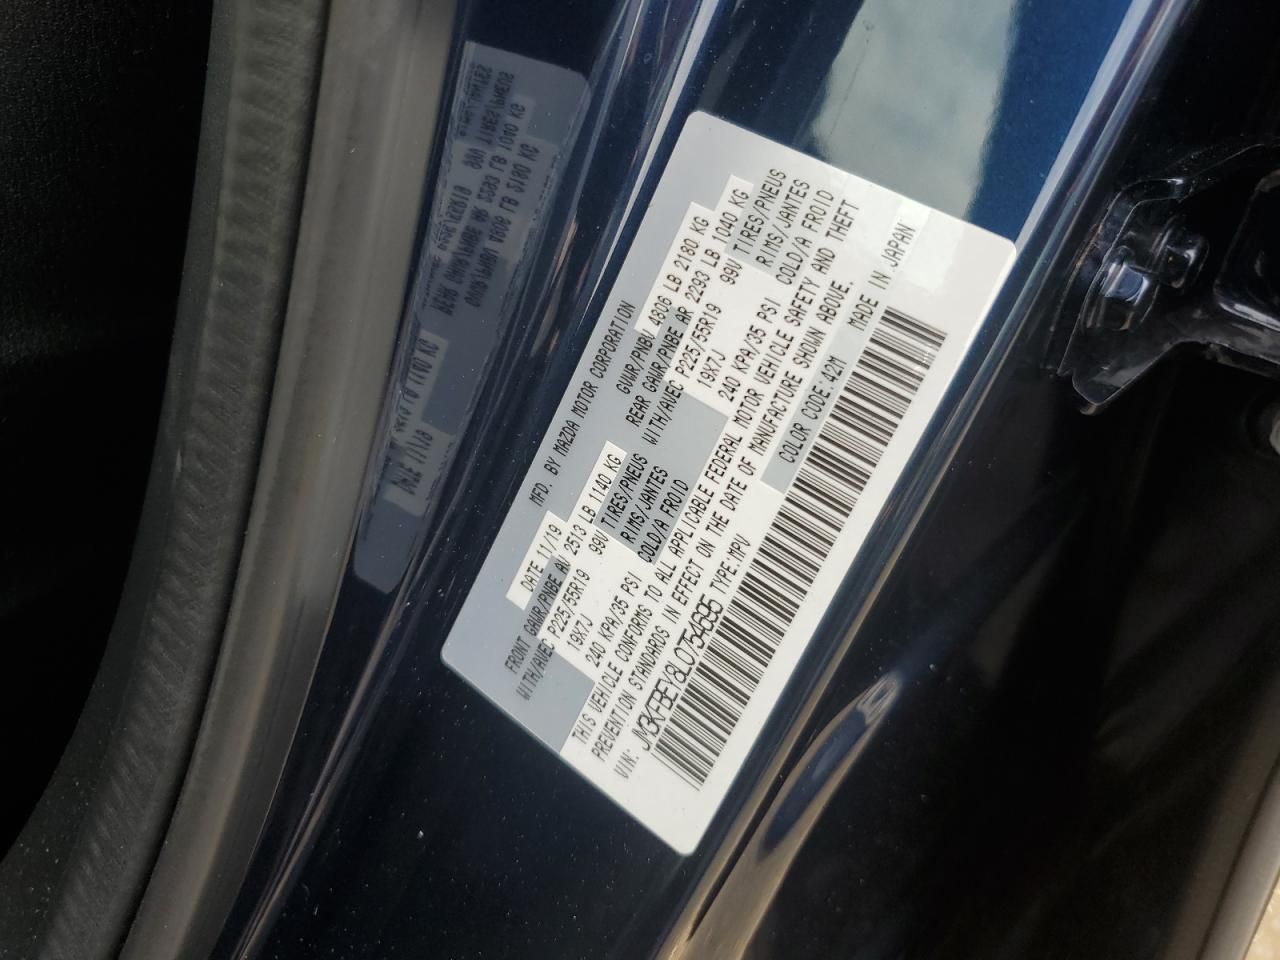 MFD. BY MAZDA MOTOR CORPORATION
DATE 11/19 GVWR/PNBV 4806 LB 2180 KG
FRONT GAWR/PNBE AV 2513 LB 1140 KG REAR GAWR/PNBE AR 2293 LB 1040 KG
WITH/AVEC P225/55R19 99V TIRES/PNEUS WITH/AVEC P225/55R19 99V TIRES/PNEUS
19X7J RIMS/JANTES 19X7J RIMS/JANTES
240 KPA/35 PSI COLD/A FROID 240 KPA/35 PSI COLD/A FROID
THIS VEHICLE CONFORMS TO ALL APPLICABLE FEDERAL MOTOR VEHICLE SAFETY AND THEFT
PREVENTION STANDARDS IN EFFECT ON THE DATE OF MANUFACTURE SHOWN ABOVE.
VIN: JM3KFBEY8L0754695 TYPE:MPV COLOR CODE:42M MADE IN JAPAN